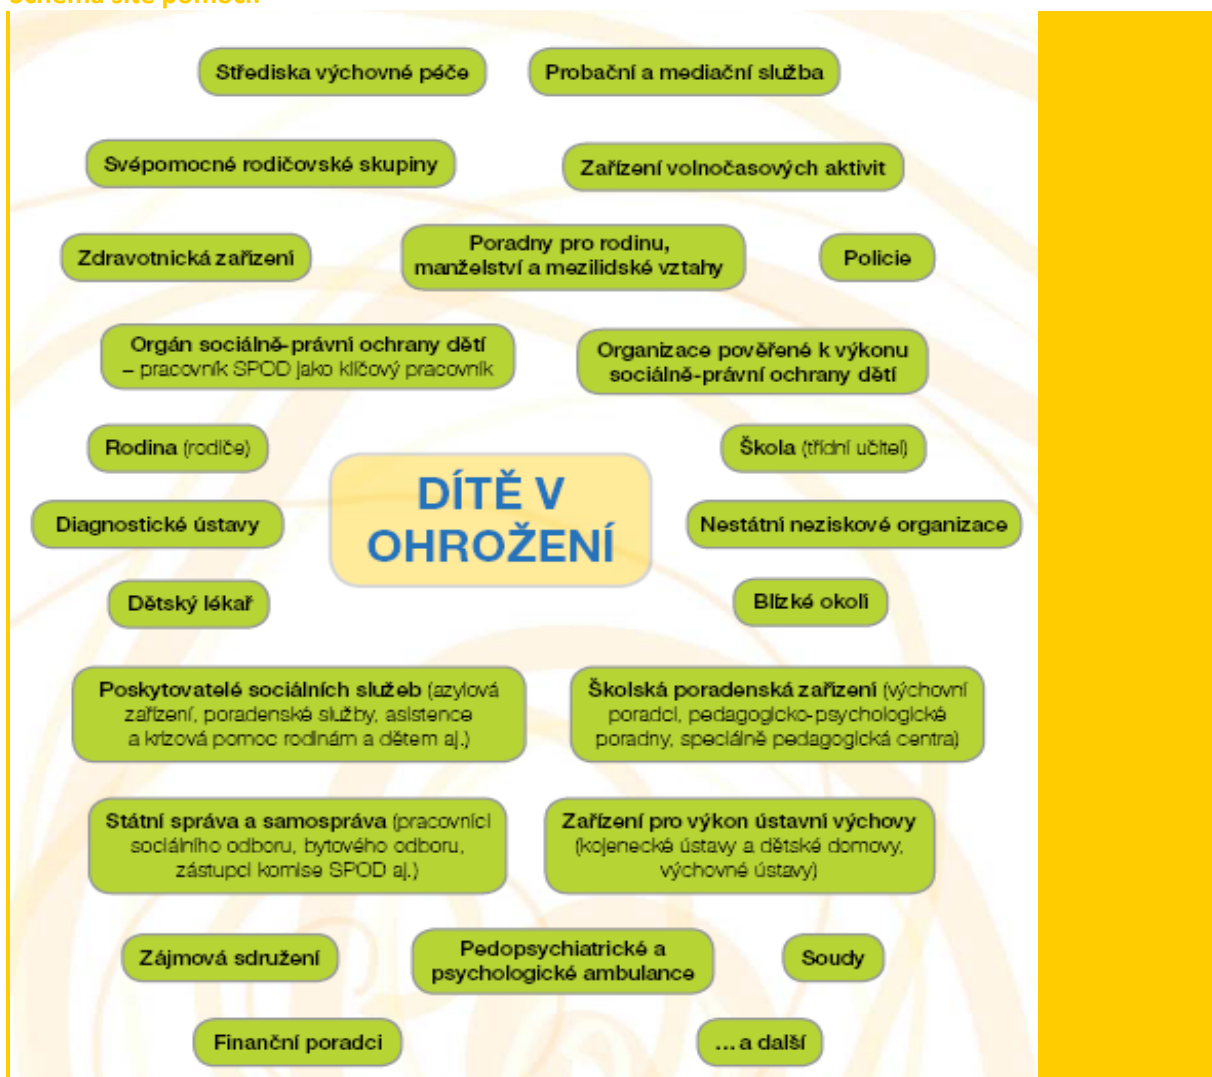 Schéma sítě pomoci:
Střediska výchovné péče
Probační a mediační služba
Svépomocné rodičovské skupiny
Zařízení volnočasových aktivit
Zdravotnická zařízení
Poradny pro rodinu,
manželství a mezilidské vztahy
Policie
Orgán sociálně-právní ochrany dětí
– pracovník SPOD jako klíčový pracovník
Organizace pověřené k výkonu
sociálně-právní ochrany dětí
Rodina (rodiče)
Škola (třídní učitel)
DÍTĚ V
OHROŽENÍ
Diagnostické ústavy
Nestátní neziskové organizace
Dětský lékař
Blízké okolí
Poskytovatelé sociálních služeb (azylová
zařízení, poradenské služby, asistence
a krizová pomoc rodinám a dětem aj.)
Školská poradenská zařízení (výchovní
poradci, pedagogicko-psychologické
poradny, speciálně pedagogická centra)
Státní správa a samospráva (pracovníci
sociálního odboru, bytového odboru,
zástupci komise SPOD aj.)
Zařízení pro výkon ústavní výchovy
(kojenecké ústavy a dětské domovy,
výchovné ústavy)
Zájmová sdružení
Pedopsychiatrické a
psychologické ambulance
Soudy
Finanční poradci
...a další